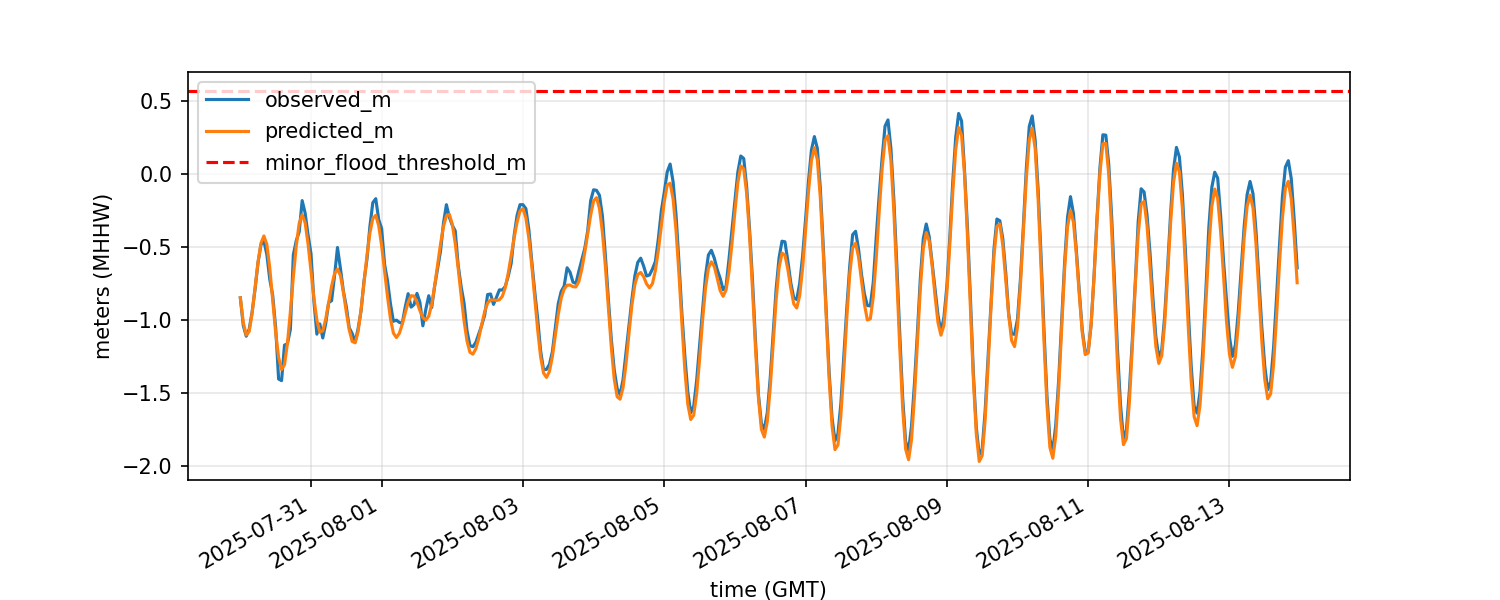 observed_m
predicted_m
minor_flood_threshold_m
0.5
0.0
−0.5
−1.0
−1.5
−2.0
meters (MHHW)
2025-07-31
2025-08-01
2025-08-03
2025-08-05
2025-08-07
2025-08-09
2025-08-11
2025-08-13
time (GMT)